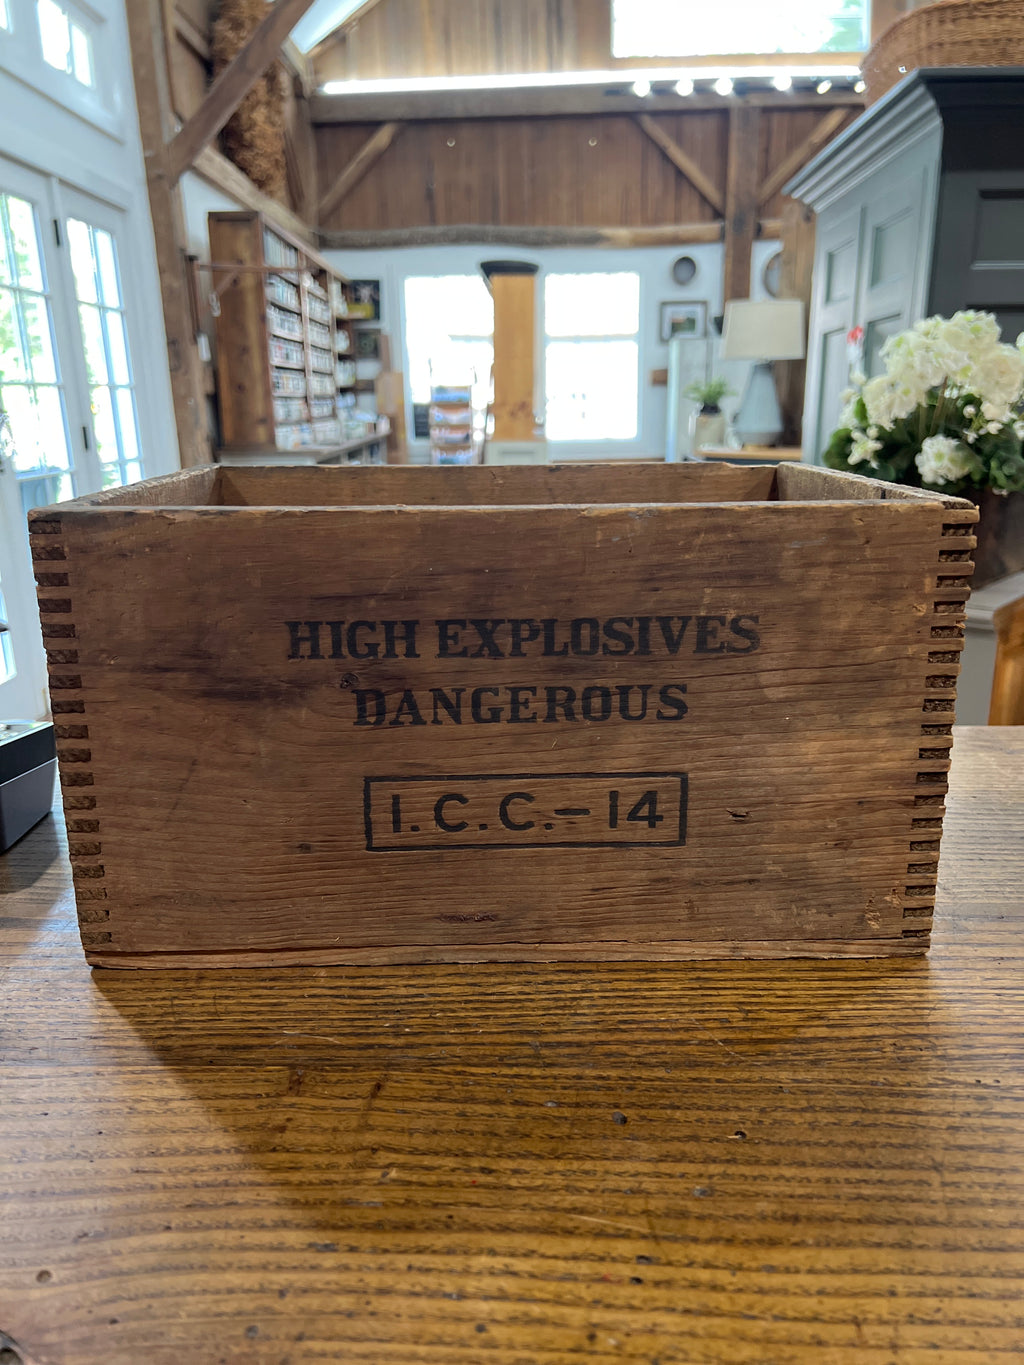 HIGH EXPLOSIVES
DANGEROUS
I.C.C.-14